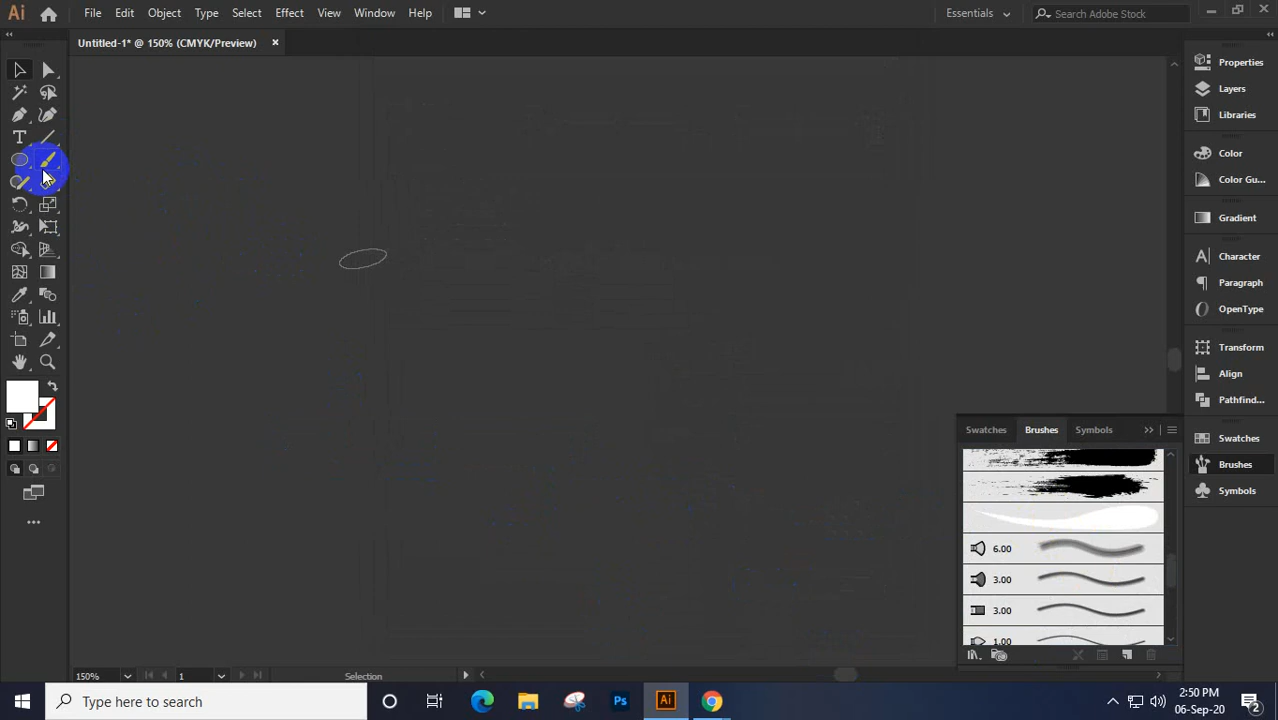 Ai File Edit Object Type Select Effect View Window Help Essentials Search Adobe Stock
Untitled-1* @ 150% (CMYK/Preview)
Properties
Layers
Libraries
Color
Color Gu...
Gradient
Character
Paragraph
OpenType
Transform
Align
Pathfind...
Swatches
Brushes
Symbols
Swatches Brushes Symbols
6.00
3.00
3.00
1.00
150% 1 Selection
Type here to search
Ps Ai
2:50 PM
06-Sep-20
2